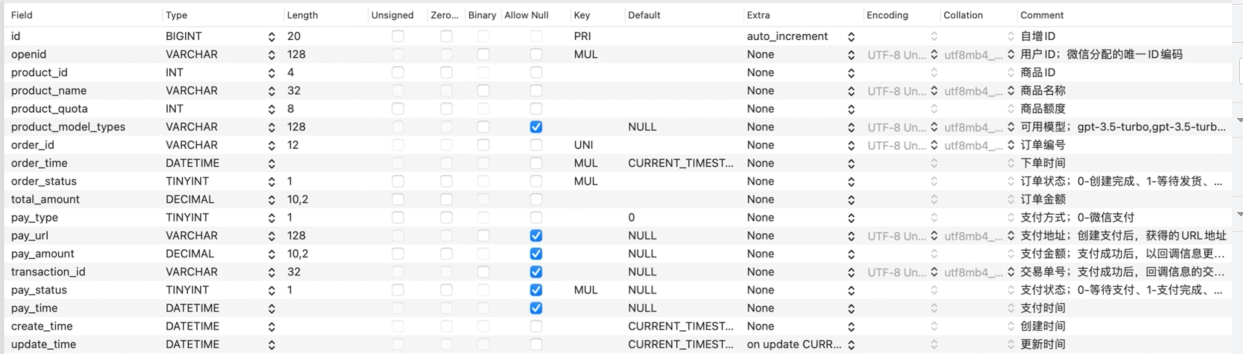 Field Type Length Unsigned Zero... Binary Allow Null Key Default Extra Encoding Collation Comment
id BIGINT 20 PRI auto_increment 自增ID
openid VARCHAR 128 MUL None UTF-8 Un... utf8mb4_... 用户ID；微信分配的唯一ID编码
product_id INT 4 None 商品ID
product_name VARCHAR 32 None UTF-8 Un... utf8mb4_... 商品名称
product_quota INT 8 None 商品额度
product_model_types VARCHAR 128 NULL None UTF-8 Un... utf8mb4_... 可用模型；gpt-3.5-turbo,gpt-3.5-turb...
order_id VARCHAR 12 UNI None UTF-8 Un... utf8mb4_... 订单编号
order_time DATETIME MUL CURRENT_TIMEST... None 下单时间
order_status TINYINT 1 MUL None 订单状态；0-创建完成、1-等待发货、...
total_amount DECIMAL 10,2 None 订单金额
pay_type TINYINT 1 0 None 支付方式；0-微信支付
pay_url VARCHAR 128 NULL None UTF-8 Un... utf8mb4_... 支付地址；创建支付后，获得的URL地址
pay_amount DECIMAL 10,2 NULL None 支付金额；支付成功后，以回调信息更...
transaction_id VARCHAR 32 NULL None UTF-8 Un... utf8mb4_... 交易单号；支付成功后，回调信息的交...
pay_status TINYINT 1 MUL NULL None 支付状态；0-等待支付、1-支付完成、...
pay_time DATETIME NULL None 支付时间
create_time DATETIME CURRENT_TIMEST... None 创建时间
update_time DATETIME CURRENT_TIMEST... on update CURR... 更新时间